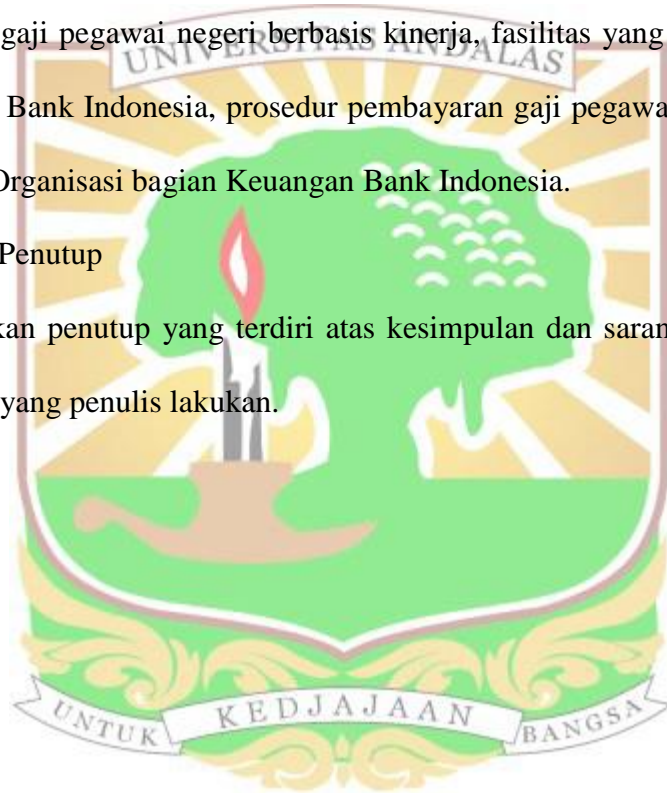 gaji pegawai negeri berbasis kinerja, fasilitas yang
UNIVERSITAS ANDALAS
Bank Indonesia, prosedur pembayaran gaji pegawa
Organisasi bagian Keuangan Bank Indonesia.
Penutup
kan penutup yang terdiri atas kesimpulan dan saran
yang penulis lakukan.
UNTUK KEDJAJAAN BANGSA